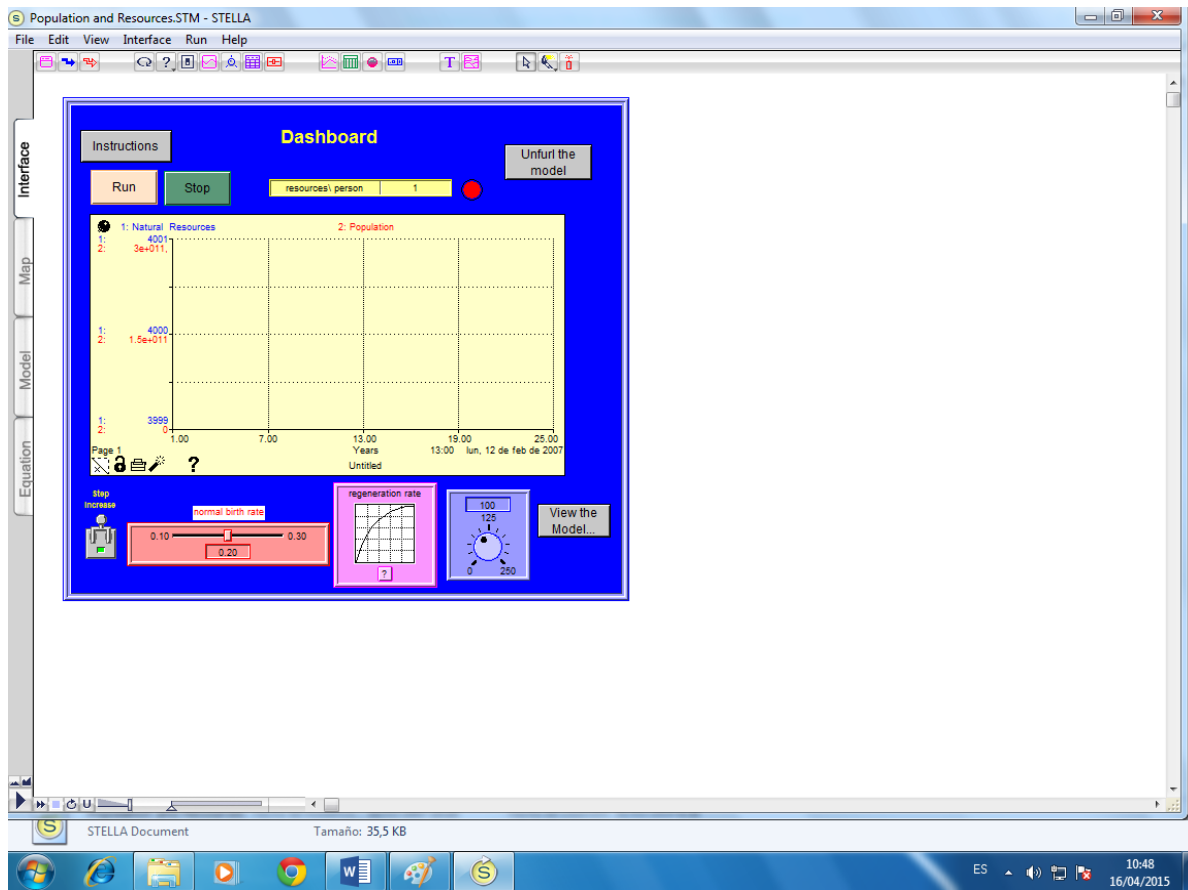 Population and Resources.STM - STELLA
File Edit View Interface Run Help
Interface
Map
Model
Equation
Dashboard
Instructions
Unfurl the
model
Run
Stop
resources\ person 1
1: Natural Resources 2: Population
1: 4001
2: 3e+011,
1: 4000
2: 1.5e+011
1: 3999
2: 0
1.00 7.00 13.00 19.00 25.00
Page 1 Years 13:00 lun, 12 de feb de 2007
? Untitled
Step
Increase
normal birth rate
0.10 0.30
0.20
regeneration rate
?
100
125
0 250
View the
Model...
U
STELLA Document Tamaño: 35,5 KB
ES 10:48
16/04/2015